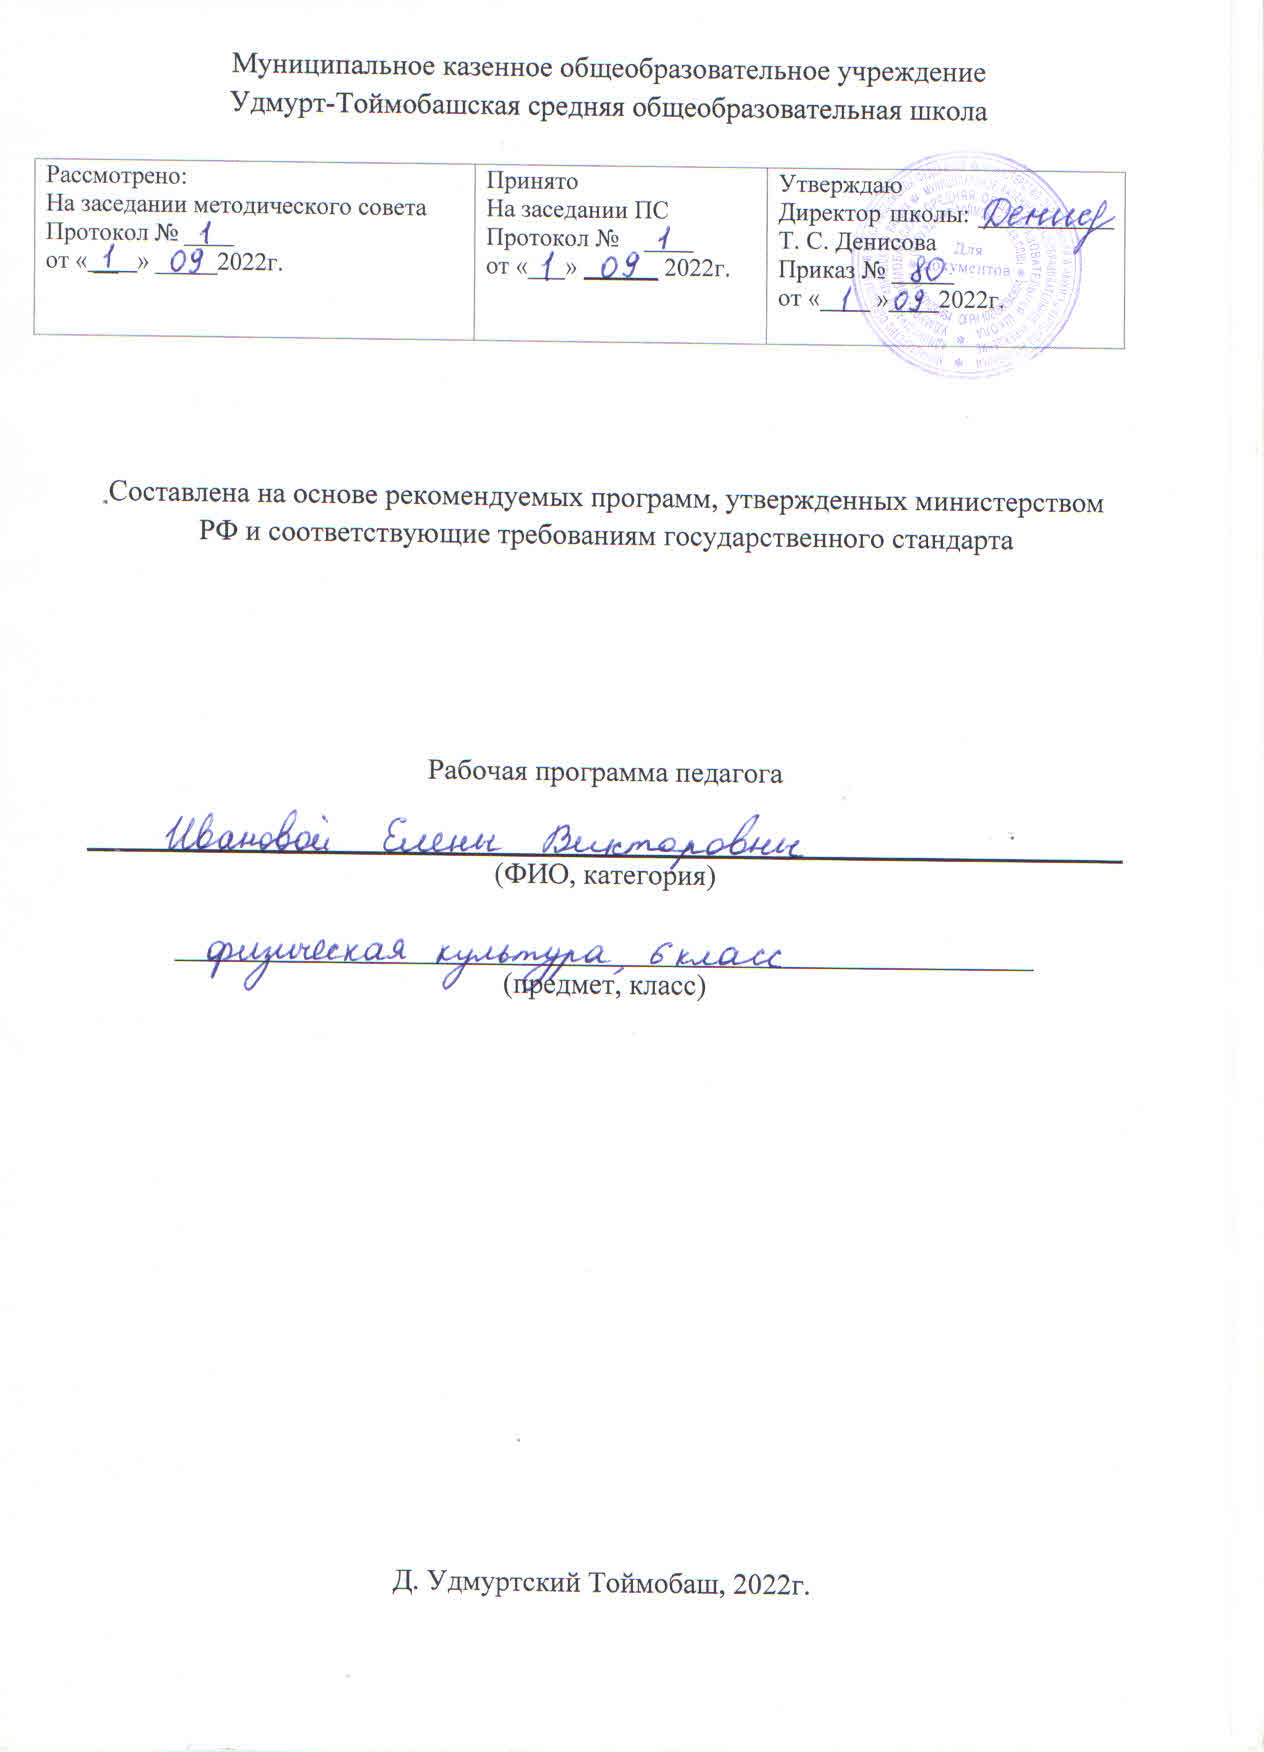 Муниципальное казенное общеобразовательное учреждение
Удмурт-Тоймобашская средняя общеобразовательная школа
Рассмотрено:
На заседании методического совета
Протокол № 1
от «1» 09 2022г.
Принято
На заседании ПС
Протокол № 1
от «1» 09 2022г.
Утверждаю
Директор школы: Денис
Т. С. Денисова
Приказ № 80
от «1» 09 2022г.
Для
документов
Составлена на основе рекомендуемых программ, утвержденных министерством
РФ и соответствующие требованиям государственного стандарта
Рабочая программа педагога
Ивановой Елены Викторовны
(ФИО, категория)
физическая культура, 6 класс
(предмет, класс)
Д. Удмуртский Тоймобаш, 2022г.